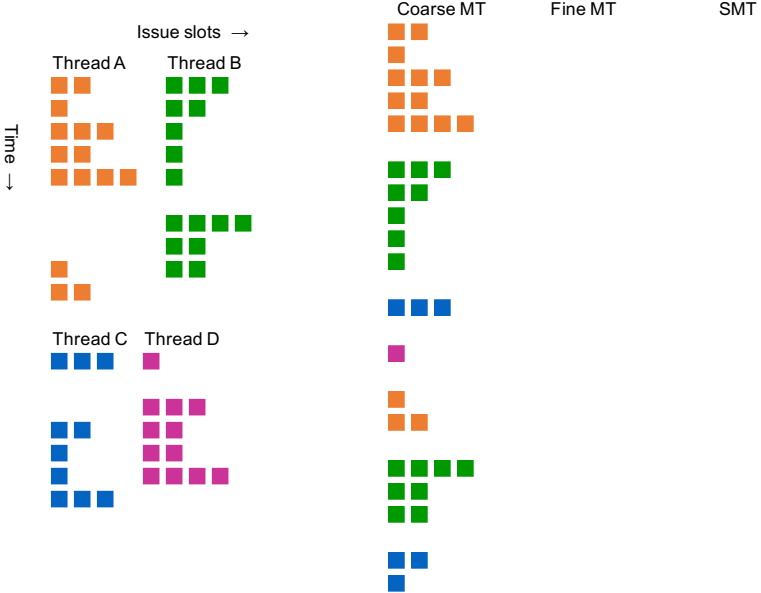 Coarse MT
Fine MT
SMT
Issue slots →
Thread A
Thread B
Time →
Thread C
Thread D